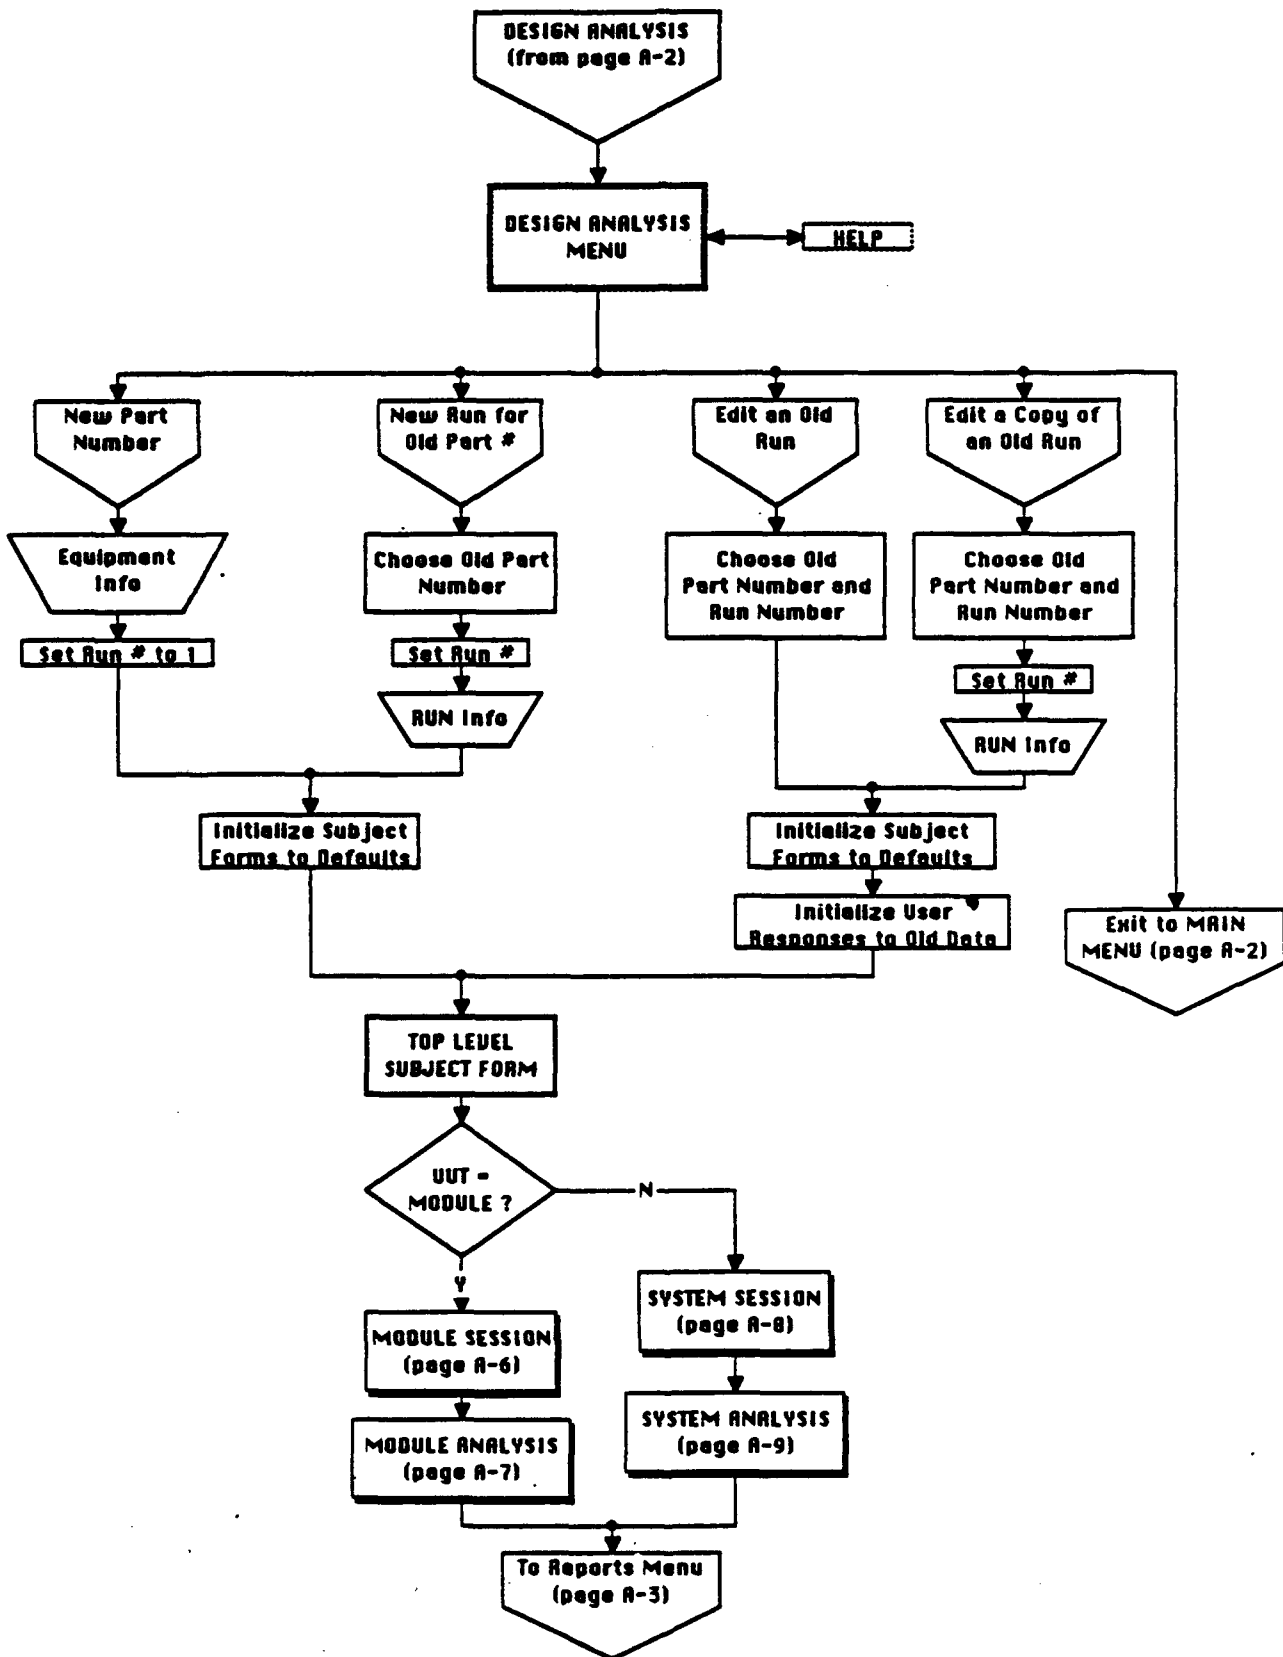 DESIGN ANALYSIS
(from page A-2)
DESIGN ANALYSIS
MENU
HELP
New Part
Number
New Run for
Old Part #
Edit an Old
Run
Edit a Copy of
an Old Run
Equipment
Info
Choose Old Part
Number
Choose Old
Part Number and
Run Number
Choose Old
Part Number and
Run Number
Set Run # to 1
Set Run #
Set Run #
RUN Info
RUN Info
Initialize Subject
Forms to Defaults
Initialize Subject
Forms to Defaults
Initialize User
Responses to Old Data
Exit to MAIN
MENU (page A-2)
TOP LEVEL
SUBJECT FORM
UUT =
MODULE ?
N
Y
SYSTEM SESSION
(page A-8)
MODULE SESSION
(page A-6)
SYSTEM ANALYSIS
(page A-9)
MODULE ANALYSIS
(page A-7)
To Reports Menu
(page A-3)